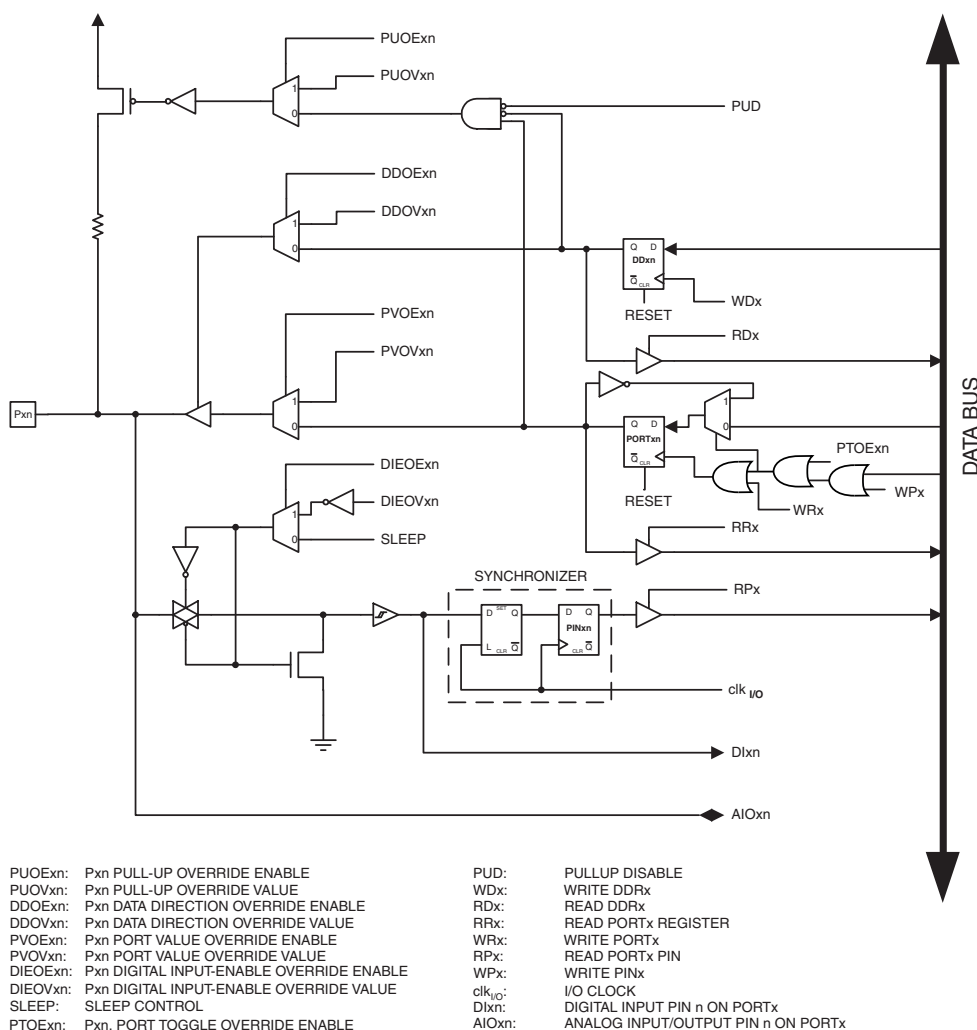 PUOExn
PUOVxn
1
0
PUD
DDOExn
DDOVxn
1
0
Q D
DDxn
Q CLR
WDx
RESET
RDx
PVOExn
PVOVxn
1
0
Pxn
1
0
Q D
PORTxn
Q CLR
PTOExn
WPx
WRx
RESET
RRx
DATA BUS
DIEOExn
DIEOVxn
1
0
SLEEP
SYNCHRONIZER
RPx
D SET Q
L CLR Q
D Q
PINxn
CLR Q
clk I/O
DIxn
AIOxn
PUOExn: Pxn PULL-UP OVERRIDE ENABLE
PUOVxn: Pxn PULL-UP OVERRIDE VALUE
DDOExn: Pxn DATA DIRECTION OVERRIDE ENABLE
DDOVxn: Pxn DATA DIRECTION OVERRIDE VALUE
PVOExn: Pxn PORT VALUE OVERRIDE ENABLE
PVOVxn: Pxn PORT VALUE OVERRIDE VALUE
DIEOExn: Pxn DIGITAL INPUT-ENABLE OVERRIDE ENABLE
DIEOVxn: Pxn DIGITAL INPUT-ENABLE OVERRIDE VALUE
SLEEP: SLEEP CONTROL
PTOExn: Pxn, PORT TOGGLE OVERRIDE ENABLE
PUD: PULLUP DISABLE
WDx: WRITE DDRx
RDx: READ DDRx
RRx: READ PORTx REGISTER
WRx: WRITE PORTx
RPx: READ PORTx PIN
WPx: WRITE PINx
clkI/O: I/O CLOCK
DIxn: DIGITAL INPUT PIN n ON PORTx
AIOxn: ANALOG INPUT/OUTPUT PIN n ON PORTx